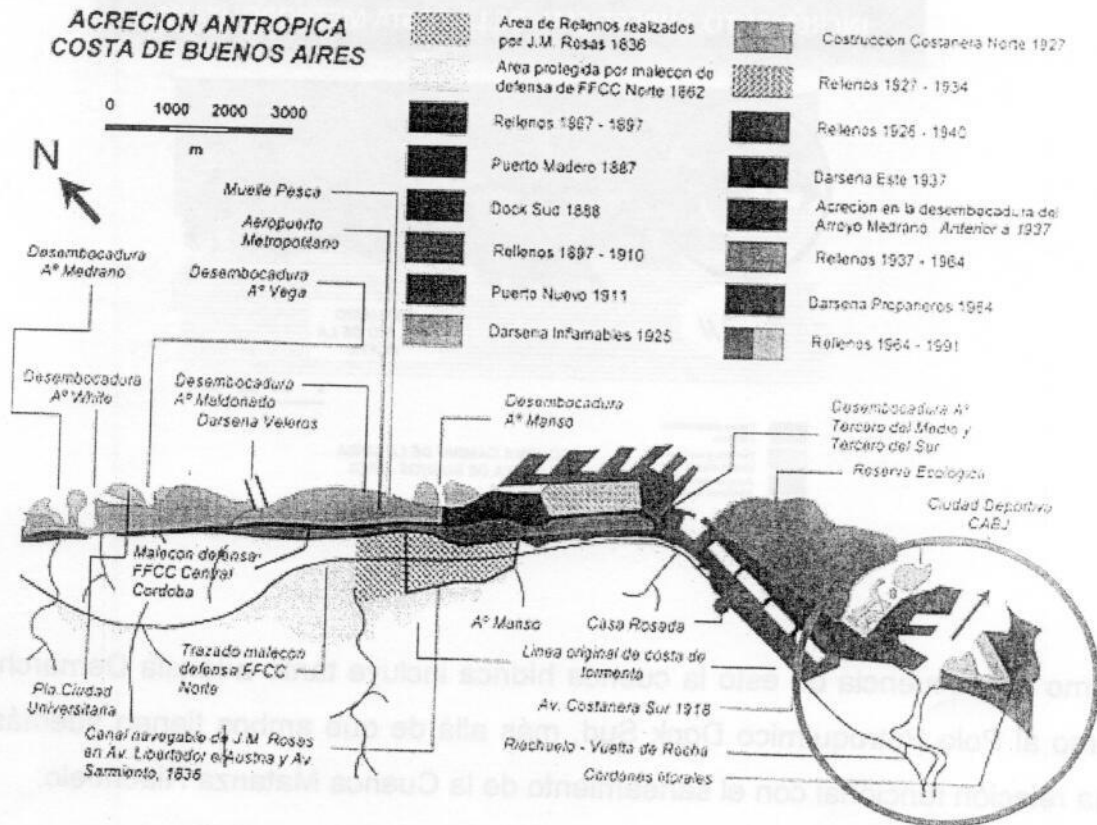 ACRECION ANTROPICA
COSTA DE BUENOS AIRES
0 1000 2000 3000
m
N
Area de Rellenos realizados
por J.M. Rosas 1836
Area protegida por malecon de
defensa de FFCC Norte 1862
Rellenos 1867 - 1897
Puerto Madero 1887
Dock Sud 1888
Rellenos 1897 - 1910
Puerto Nuevo 1911
Darsena Inflamables 1925
Costruccion Costanera Norte 1927
Rellenos 1927 - 1934
Rellenos 1926 - 1940
Darsena Este 1937
Acrecion en la desembocadura del
Arroyo Medrano Anterior a 1937
Rellenos 1937 - 1964
Darsena Propaneros 1964
Rellenos 1964 - 1991
Muelle Pesca
Aeropuerto
Metropolitano
Desembocadura
Aº Medrano
Desembocadura
Aº Vega
Desembocadura
Aº White
Desembocadura
Aº Maldonado
Darsena Veleros
Desembocadura
Aº Manso
Desembocadura Aº
Tercero del Medio y
Tercero del Sur
Reserva Ecologica
Ciudad Deportiva
CABJ
Malecon defensa
FFCC Central
Cordoba
Aº Manso
Casa Rosada
Trazado malecon
defensa FFCC
Norte
Linea original de costa de
tormenta
Pta.Ciudad
Universitaria
Av. Costanera Sur 1918
Canal navegable de J.M. Rosas
en Av. Libertador e/Austria y Av.
Sarmiento, 1836
Riachuelo - Vuelta de Rocha
Cordones litorales